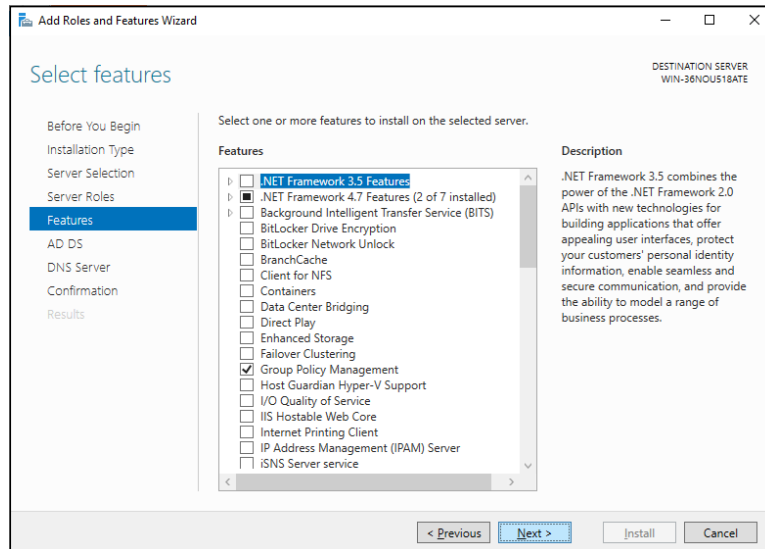 Add Roles and Features Wizard
Select features
DESTINATION SERVER
WIN-36NOU518ATE
Before You Begin
Installation Type
Server Selection
Server Roles
Features
AD DS
DNS Server
Confirmation
Results
Select one or more features to install on the selected server.
Features
.NET Framework 3.5 Features
.NET Framework 4.7 Features (2 of 7 installed)
Background Intelligent Transfer Service (BITS)
BitLocker Drive Encryption
BitLocker Network Unlock
BranchCache
Client for NFS
Containers
Data Center Bridging
Direct Play
Enhanced Storage
Failover Clustering
Group Policy Management
Host Guardian Hyper-V Support
I/O Quality of Service
IIS Hostable Web Core
Internet Printing Client
IP Address Management (IPAM) Server
iSNS Server service
Description
.NET Framework 3.5 combines the
power of the .NET Framework 2.0
APIs with new technologies for
building applications that offer
appealing user interfaces, protect
your customers' personal identity
information, enable seamless and
secure communication, and provide
the ability to model a range of
business processes.
< Previous
Next >
Install
Cancel